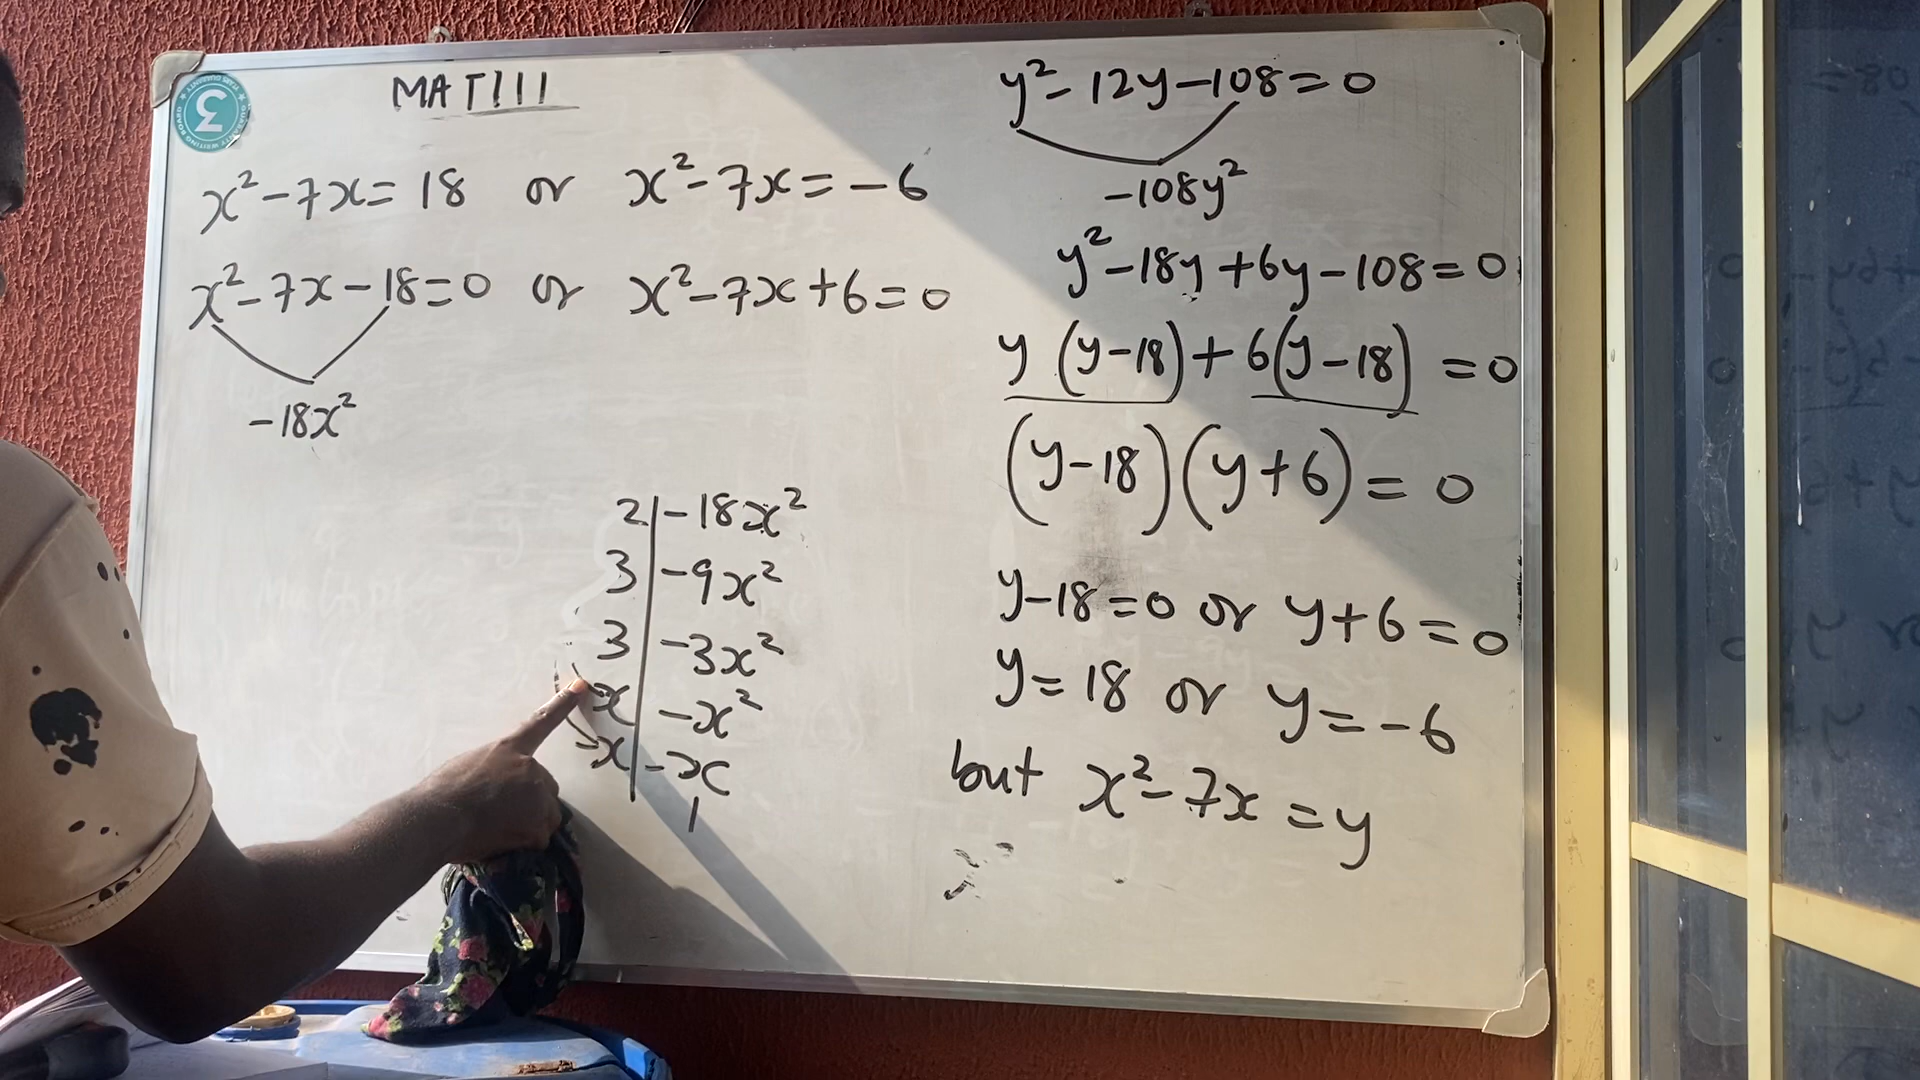 MAT111
x² - 7x = 18 or x² - 7x = -6
x² - 7x - 18 = 0 or x² - 7x + 6 = 0
-18x²
2 | -18x²
3 | -9x²
3 | -3x²
x | -x²
-x | -x
1
y² - 12y - 108 = 0
-108y²
y² - 18y + 6y - 108 = 0
y (y - 18) + 6(y - 18) = 0
(y - 18)(y + 6) = 0
y - 18 = 0 or y + 6 = 0
y = 18 or y = -6
but x² - 7x = y